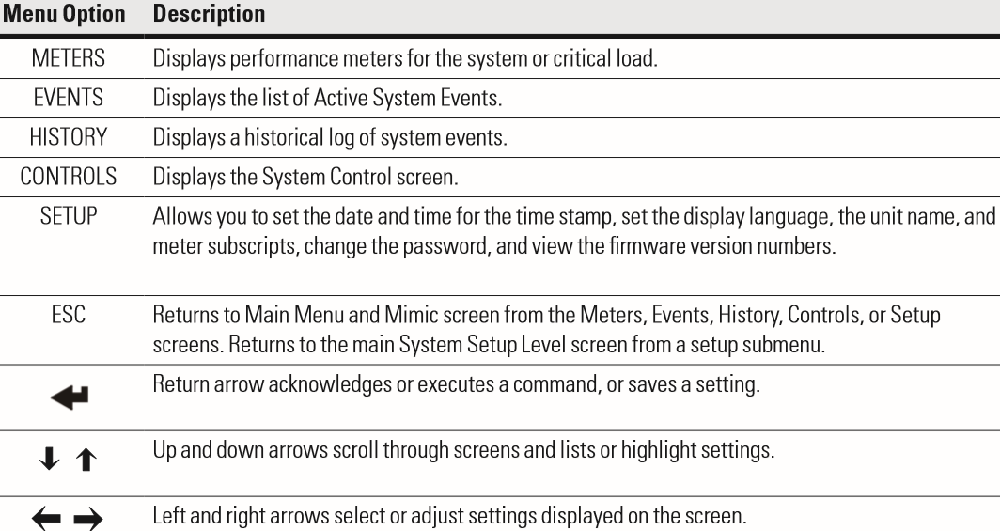 Menu Option Description
METERS Displays performance meters for the system or critical load.
EVENTS Displays the list of Active System Events.
HISTORY Displays a historical log of system events.
CONTROLS Displays the System Control screen.
SETUP Allows you to set the date and time for the time stamp, set the display language, the unit name, and
meter subscripts, change the password, and view the firmware version numbers.
ESC Returns to Main Menu and Mimic screen from the Meters, Events, History, Controls, or Setup
screens. Returns to the main System Setup Level screen from a setup submenu.
Return arrow acknowledges or executes a command, or saves a setting.
Up and down arrows scroll through screens and lists or highlight settings.
Left and right arrows select or adjust settings displayed on the screen.